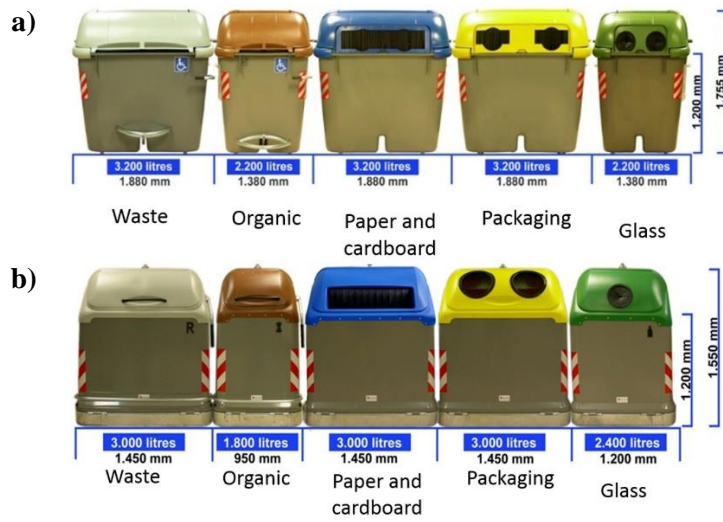 a)
3.200 litres
1.880 mm
2.200 litres
1.380 mm
3.200 litres
1.880 mm
3.200 litres
1.880 mm
2.200 litres
1.380 mm
1.200 mm
1.755 mm
Waste
Organic
Paper and
cardboard
Packaging
Glass
b)
R
I
3.000 litres
1.450 mm
1.800 litres
950 mm
3.000 litres
1.450 mm
3.000 litres
1.450 mm
2.400 litres
1.200 mm
1.200 mm
1.550 mm
Waste
Organic
Paper and
cardboard
Packaging
Glass